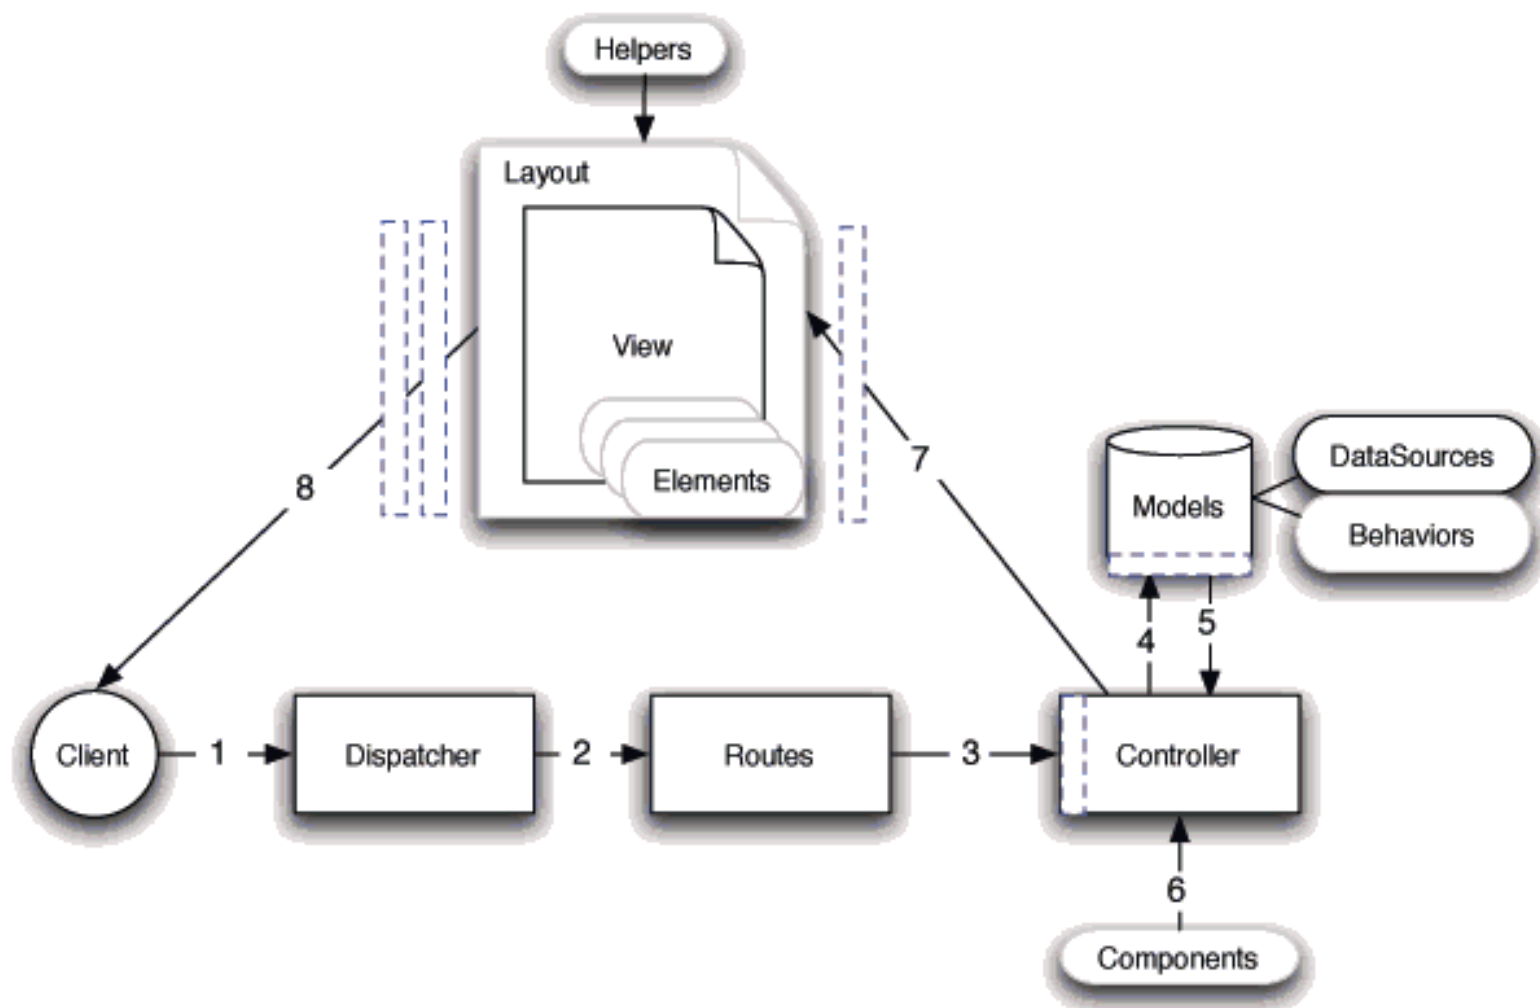 Helpers
Layout
View
Elements
7
8
DataSources
Models
Behaviors
4
5
Client
1
Dispatcher
2
Routes
3
Controller
6
Components